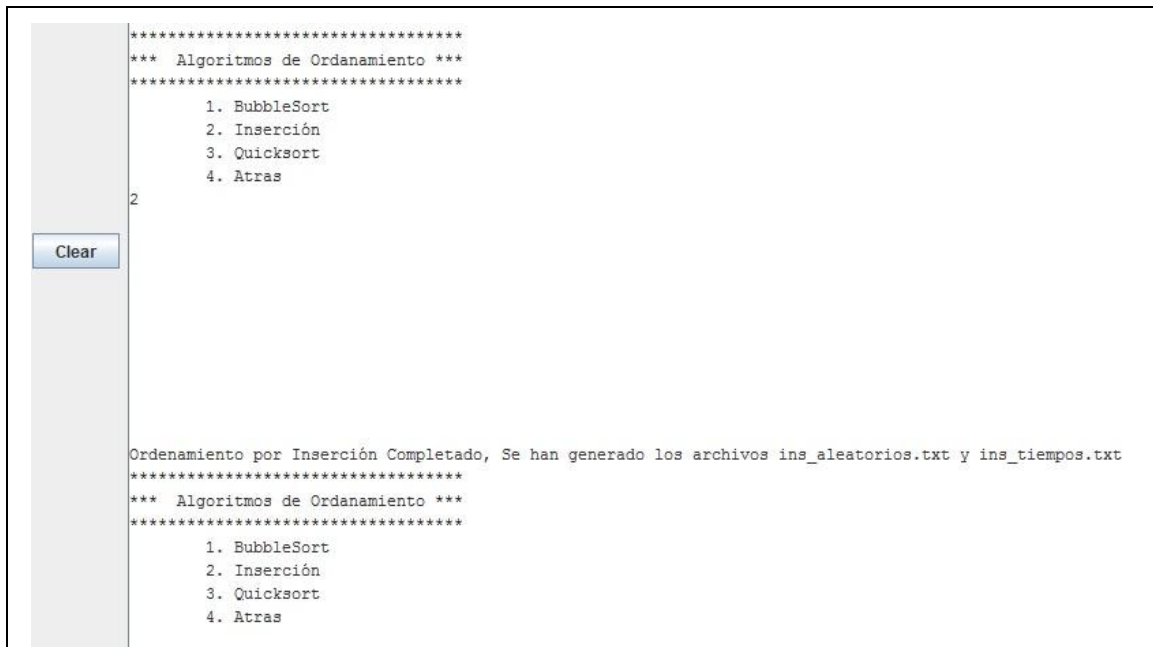 ***********************************
***  Algoritmos de Ordanamiento ***
***********************************
1. BubbleSort
2. Inserción
3. Quicksort
4. Atras
2
Clear
Ordenamiento por Inserción Completado, Se han generado los archivos ins_aleatorios.txt y ins_tiempos.txt
***********************************
***  Algoritmos de Ordanamiento ***
***********************************
1. BubbleSort
2. Inserción
3. Quicksort
4. Atras